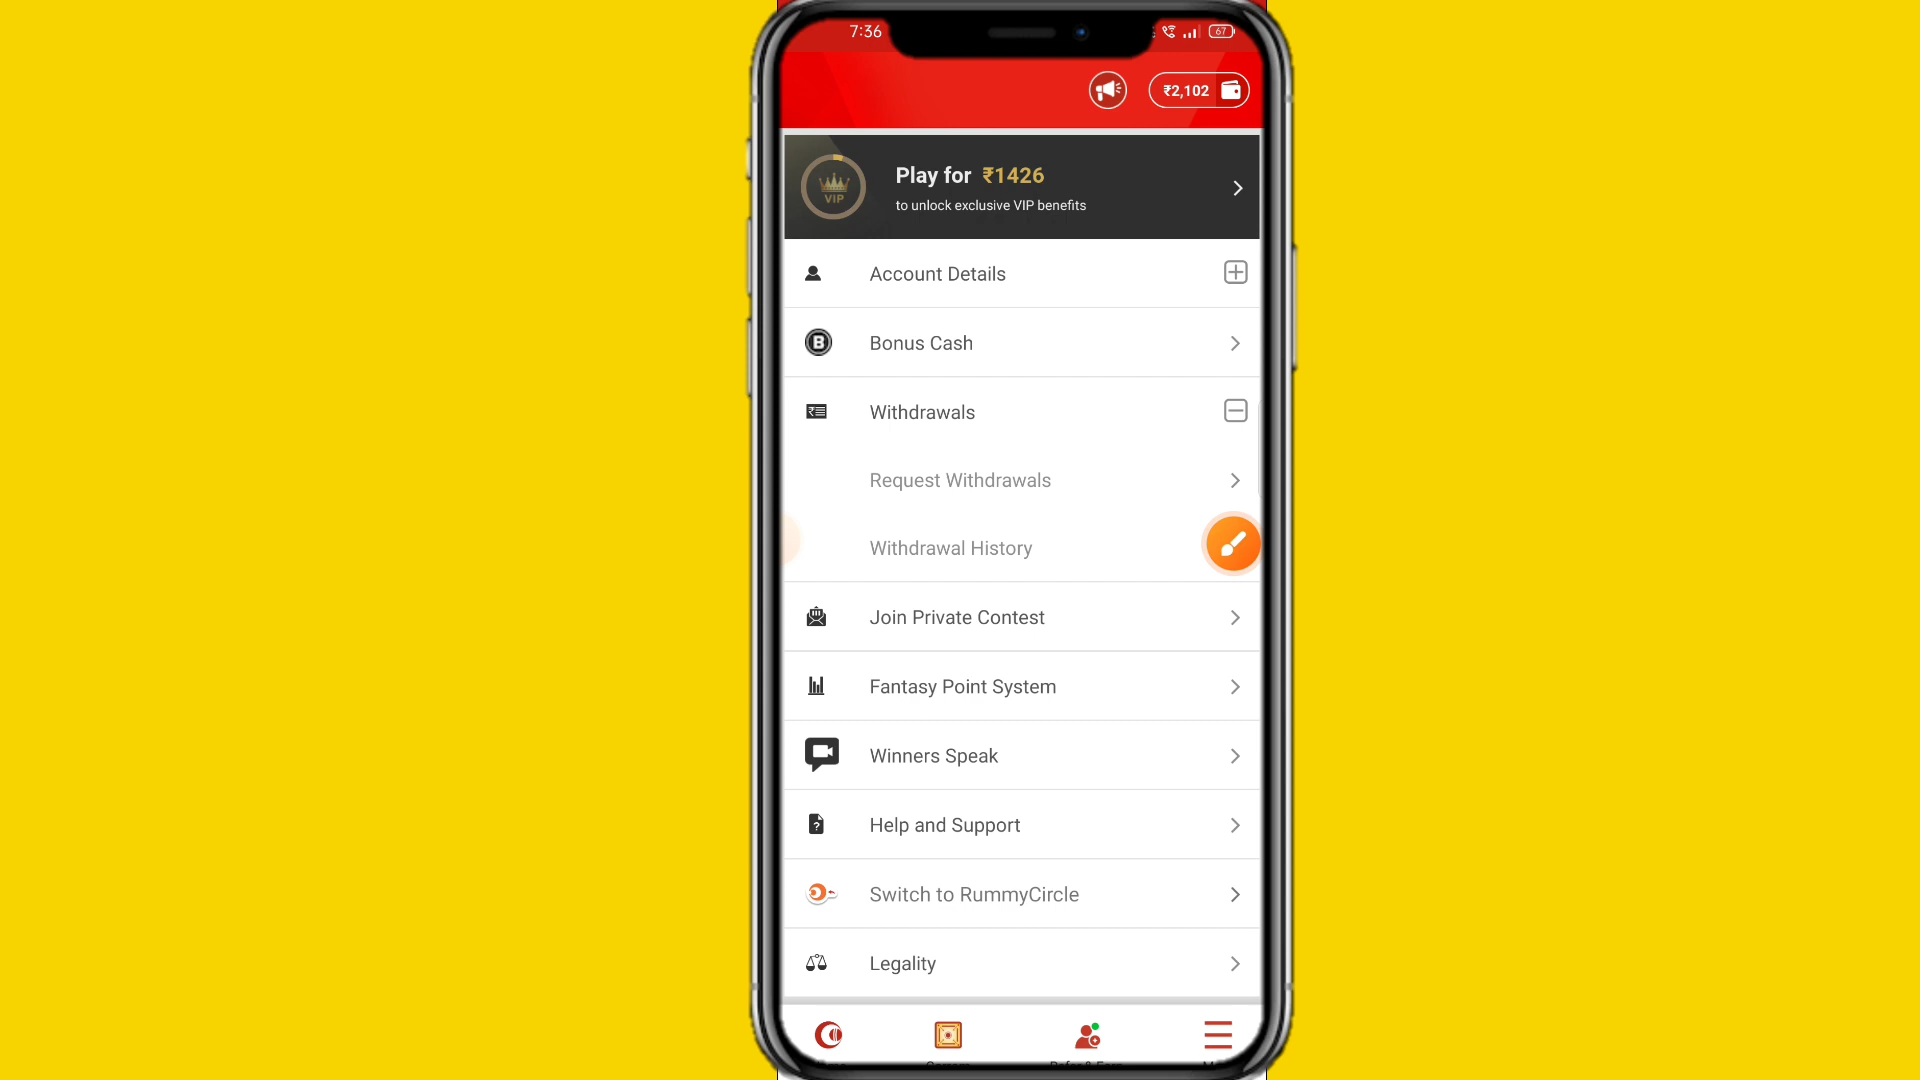 7:36
67
₹2,102
Play for ₹1426
VIP
to unlock exclusive VIP benefits
Account Details
B
Bonus Cash
Withdrawals
Request Withdrawals
Withdrawal History
Join Private Contest
Fantasy Point System
Winners Speak
Help and Support
Switch to RummyCircle
Legality